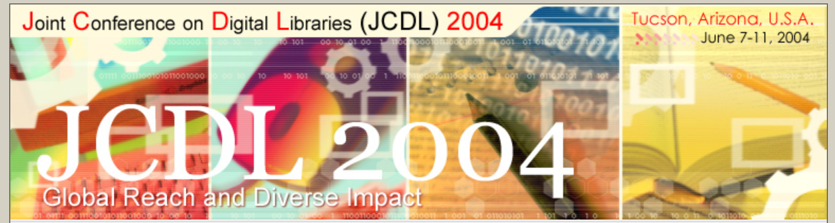 Joint Conference on Digital Libraries (JCDL) 2004
Tucson, Arizona, U.S.A.
June 7-11, 2004
JCDL 2004
Global Reach and Diverse Impact